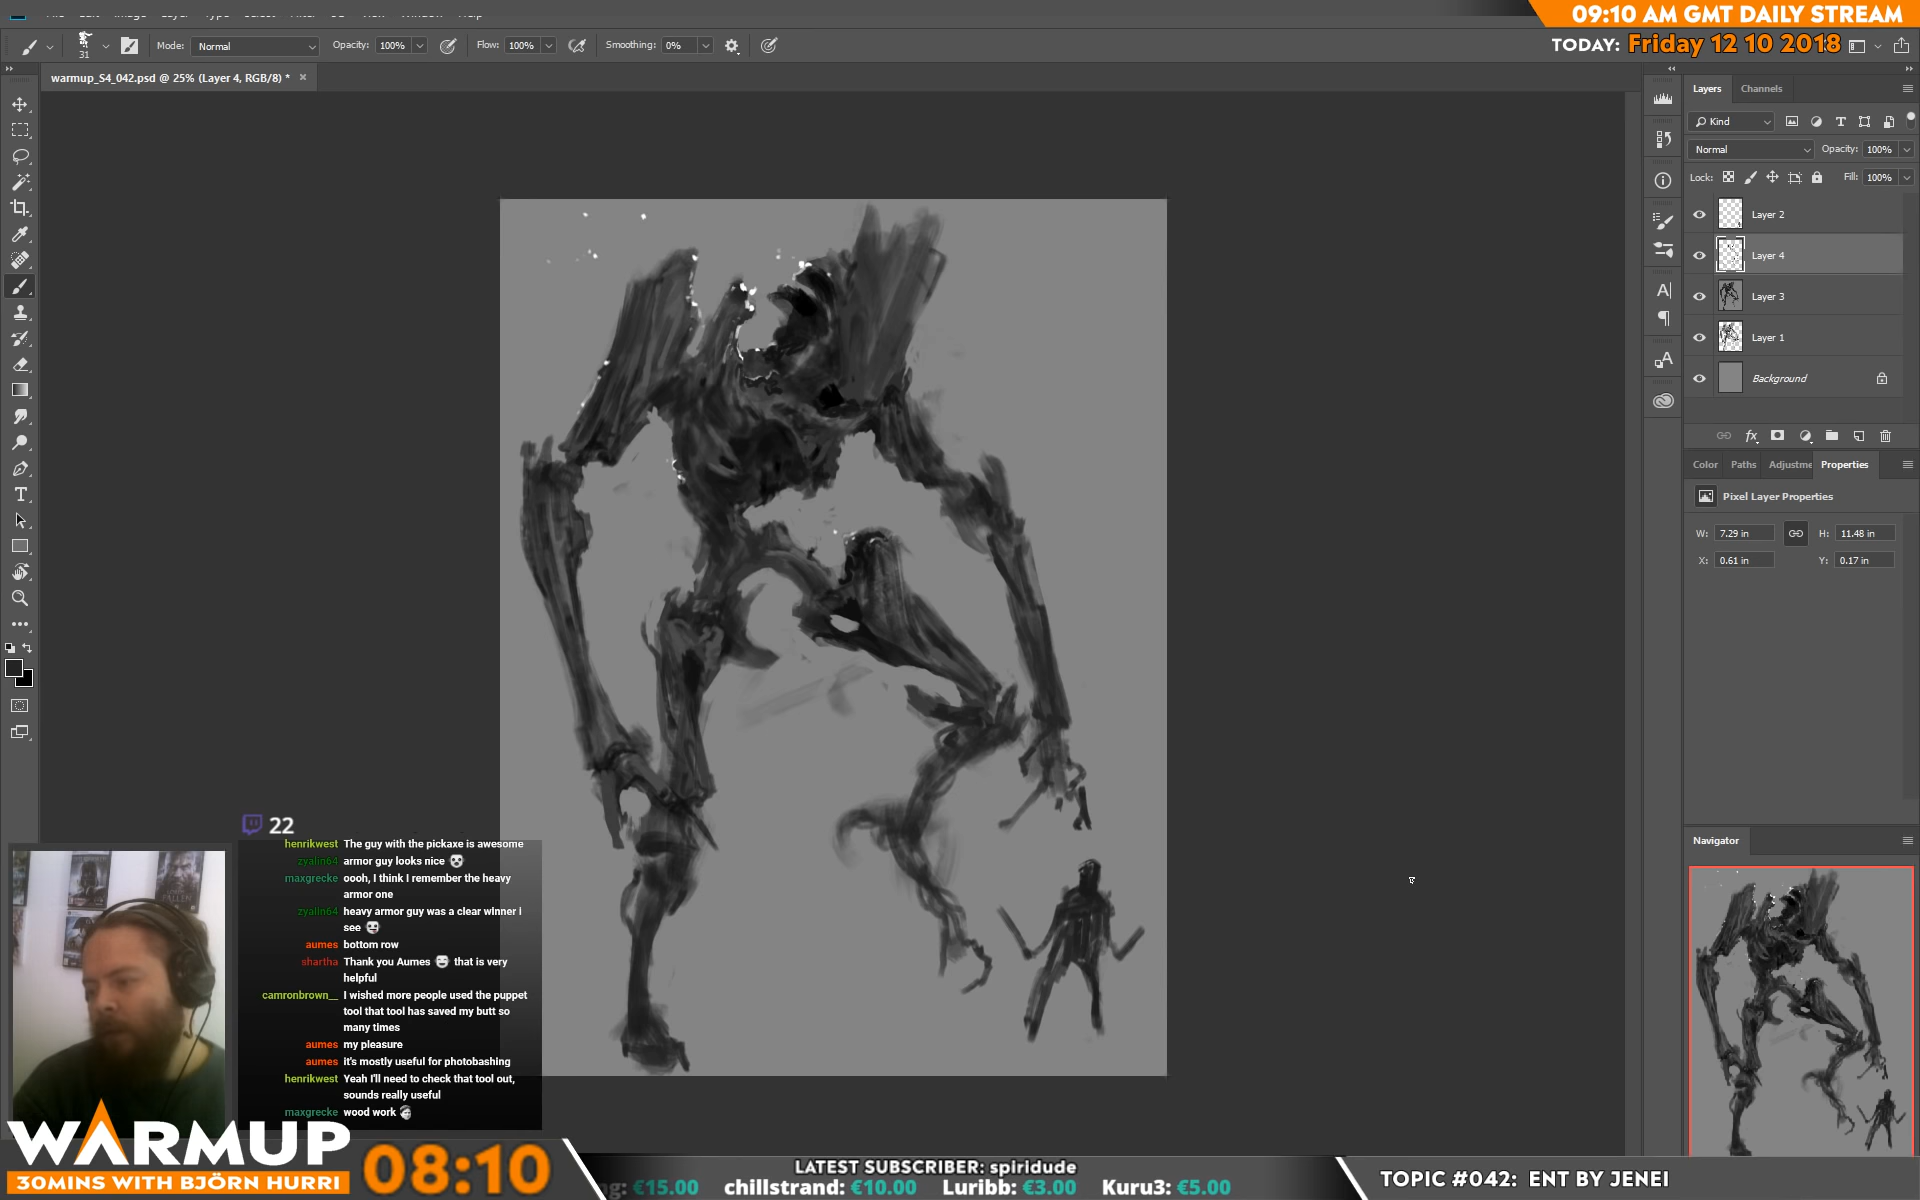 09:10 AM GMT DAILY STREAM
TODAY: Friday 12 10 2018
31
Mode: Normal
Opacity: 100%
Flow: 100%
Smoothing: 0%
warmup_S4_042.psd @ 25% (Layer 4, RGB/8) *
Layers
Channels
Kind
Normal
Opacity: 100%
Lock:
Fill: 100%
Layer 2
Layer 4
Layer 3
Layer 1
Background
Color
Paths
Adjustme
Properties
Pixel Layer Properties
W: 7.29 in
H: 11.48 in
X: 0.61 in
Y: 0.17 in
Navigator
22
henrikwest The guy with the pickaxe is awesome
zyalin64 armor guy looks nice
maxgrecke oooh, I think I remember the heavy
armor one
zyalin64 heavy armor guy was a clear winner i
see
aumes bottom row
shartha Thank you Aumes that is very
helpful
camronbrown__ I wished more people used the puppet
tool that tool has saved my butt so
many times
aumes my pleasure
aumes it's mostly useful for photobashing
henrikwest Yeah I'll need to check that tool out,
sounds really useful
maxgrecke wood work
WARMUP
30MINS WITH BJÖRN HURRI
08:10
LATEST SUBSCRIBER: spiridude
€15.00 chillstrand: €10.00 Luribb: €3.00 Kuru3: €5.00
TOPIC #042: ENT BY JENEI